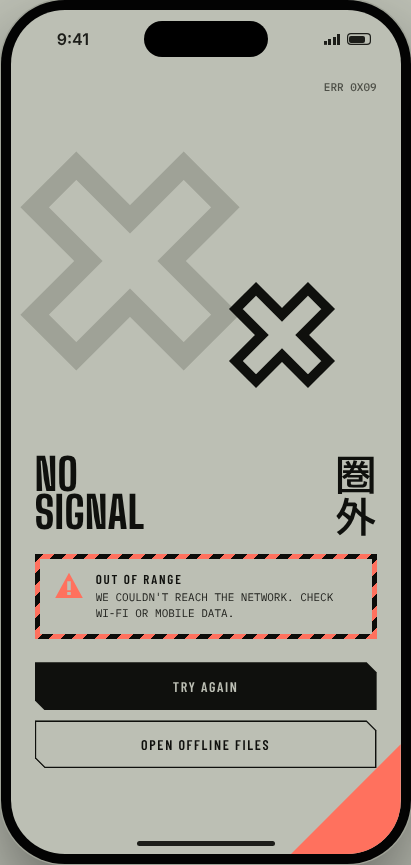 9:41
ERR 0X09
NO
SIGNAL
圏
外
OUT OF RANGE
WE COULDN'T REACH THE NETWORK. CHECK
WI-FI OR MOBILE DATA.
TRY AGAIN
OPEN OFFLINE FILES